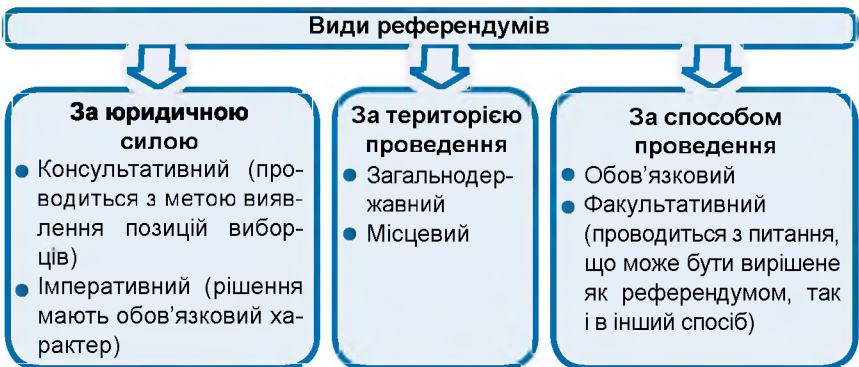 Види референдумів
За юридичною
силою
● Консультативний (про-
водиться з метою вияв-
лення позицій вибор-
ців)
● Імперативний (рішення
мають обов’язковий ха-
рактер)
За територією
проведення
● Загальнодер-
жавний
● Місцевий
За способом
проведення
● Обов’язковий
● Факультативний
(проводиться з питання,
що може бути вирішене
як референдумом, так
і в інший спосіб)